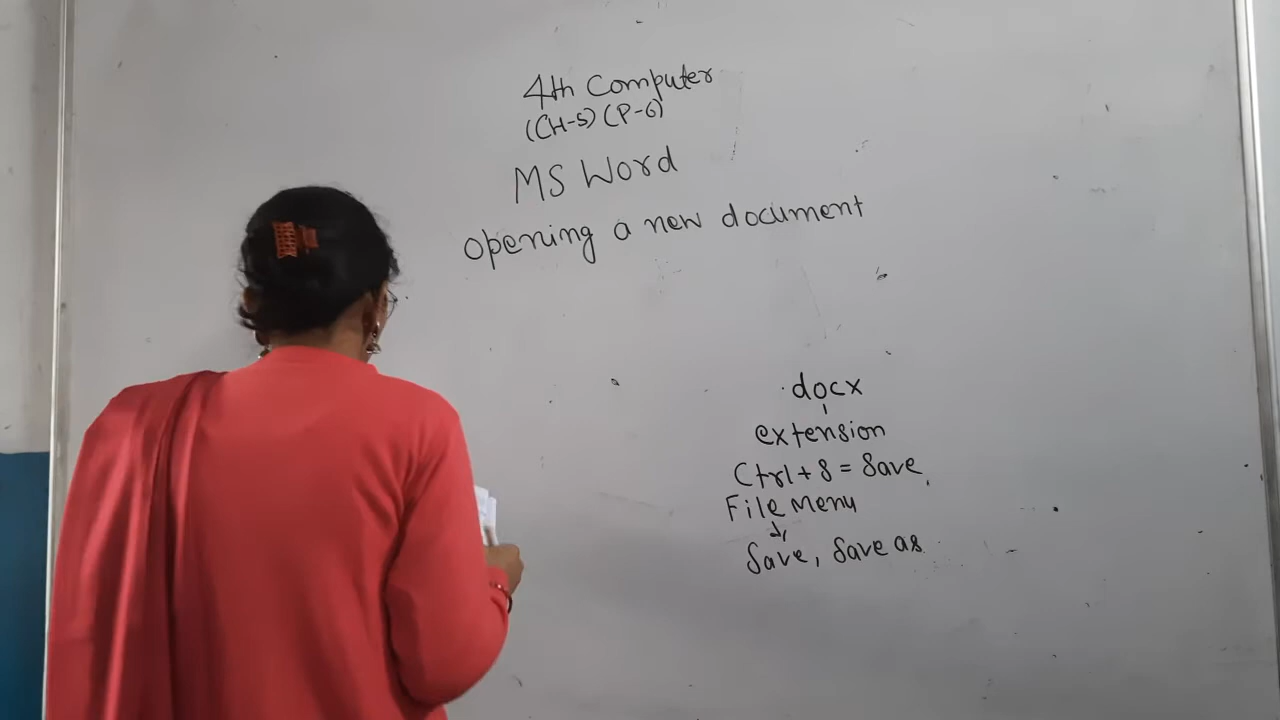 4th Computer
(CH-5) (P-6)
MS Word
opening a new document
.docx
extension
Ctrl + S = Save
File Menu
Save, Save as